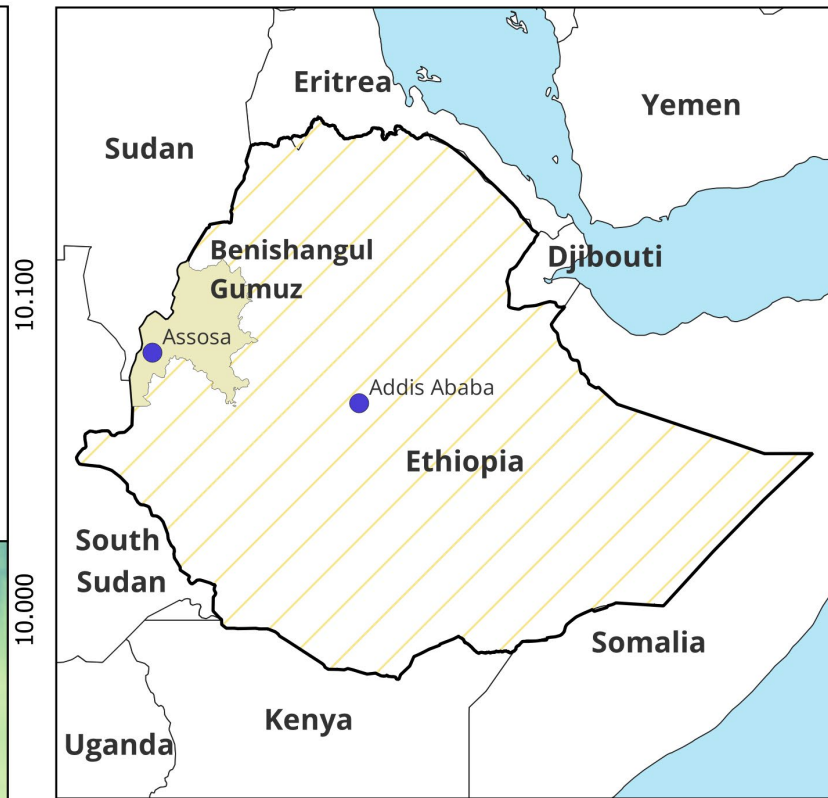 Eritrea
Yemen
Sudan
Benishangul
Gumuz
Djibouti
10.100
Assosa
Addis Ababa
Ethiopia
South
Sudan
10.000
Somalia
Kenya
Uganda